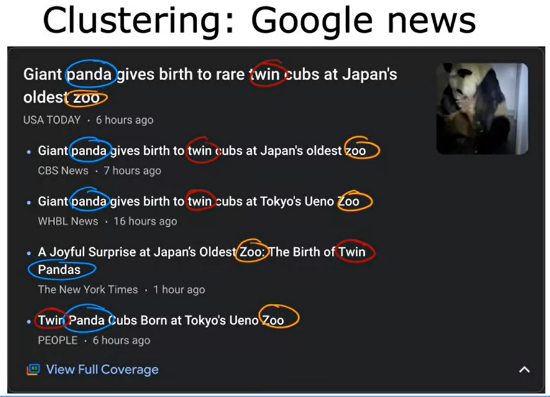 Clustering: Google news
Giant panda gives birth to rare twin cubs at Japan's
oldest zoo
USA TODAY · 6 hours ago
• Giant panda gives birth to twin cubs at Japan's oldest zoo
CBS News · 7 hours ago
• Giant panda gives birth to twin cubs at Tokyo's Ueno Zoo
WHBL News · 16 hours ago
• A Joyful Surprise at Japan's Oldest Zoo: The Birth of Twin
Pandas
The New York Times · 1 hour ago
• Twin Panda Cubs Born at Tokyo's Ueno Zoo
PEOPLE · 6 hours ago
View Full Coverage